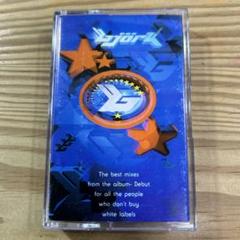 björk
The best mixes
from the album- Debut
for all the people
who don't buy
white labels